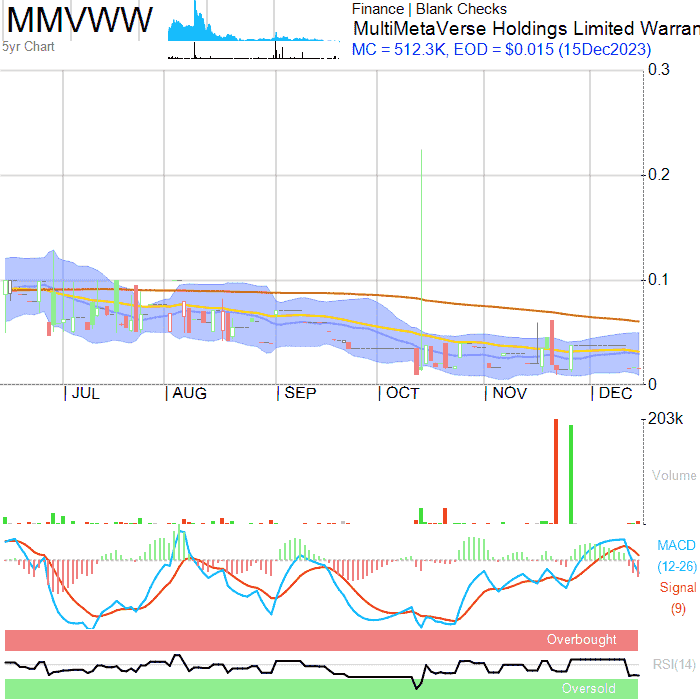 MMVWW
5yr Chart
Finance | Blank Checks
MultiMetaVerse Holdings Limited Warran
MC = 512.3K, EOD = $0.015 (15Dec2023)
0.3
0.2
0.1
0
JUL AUG SEP OCT NOV DEC
203k
Volume
MACD
(12-26)
Signal
(9)
Overbought
RSI(14)
Oversold